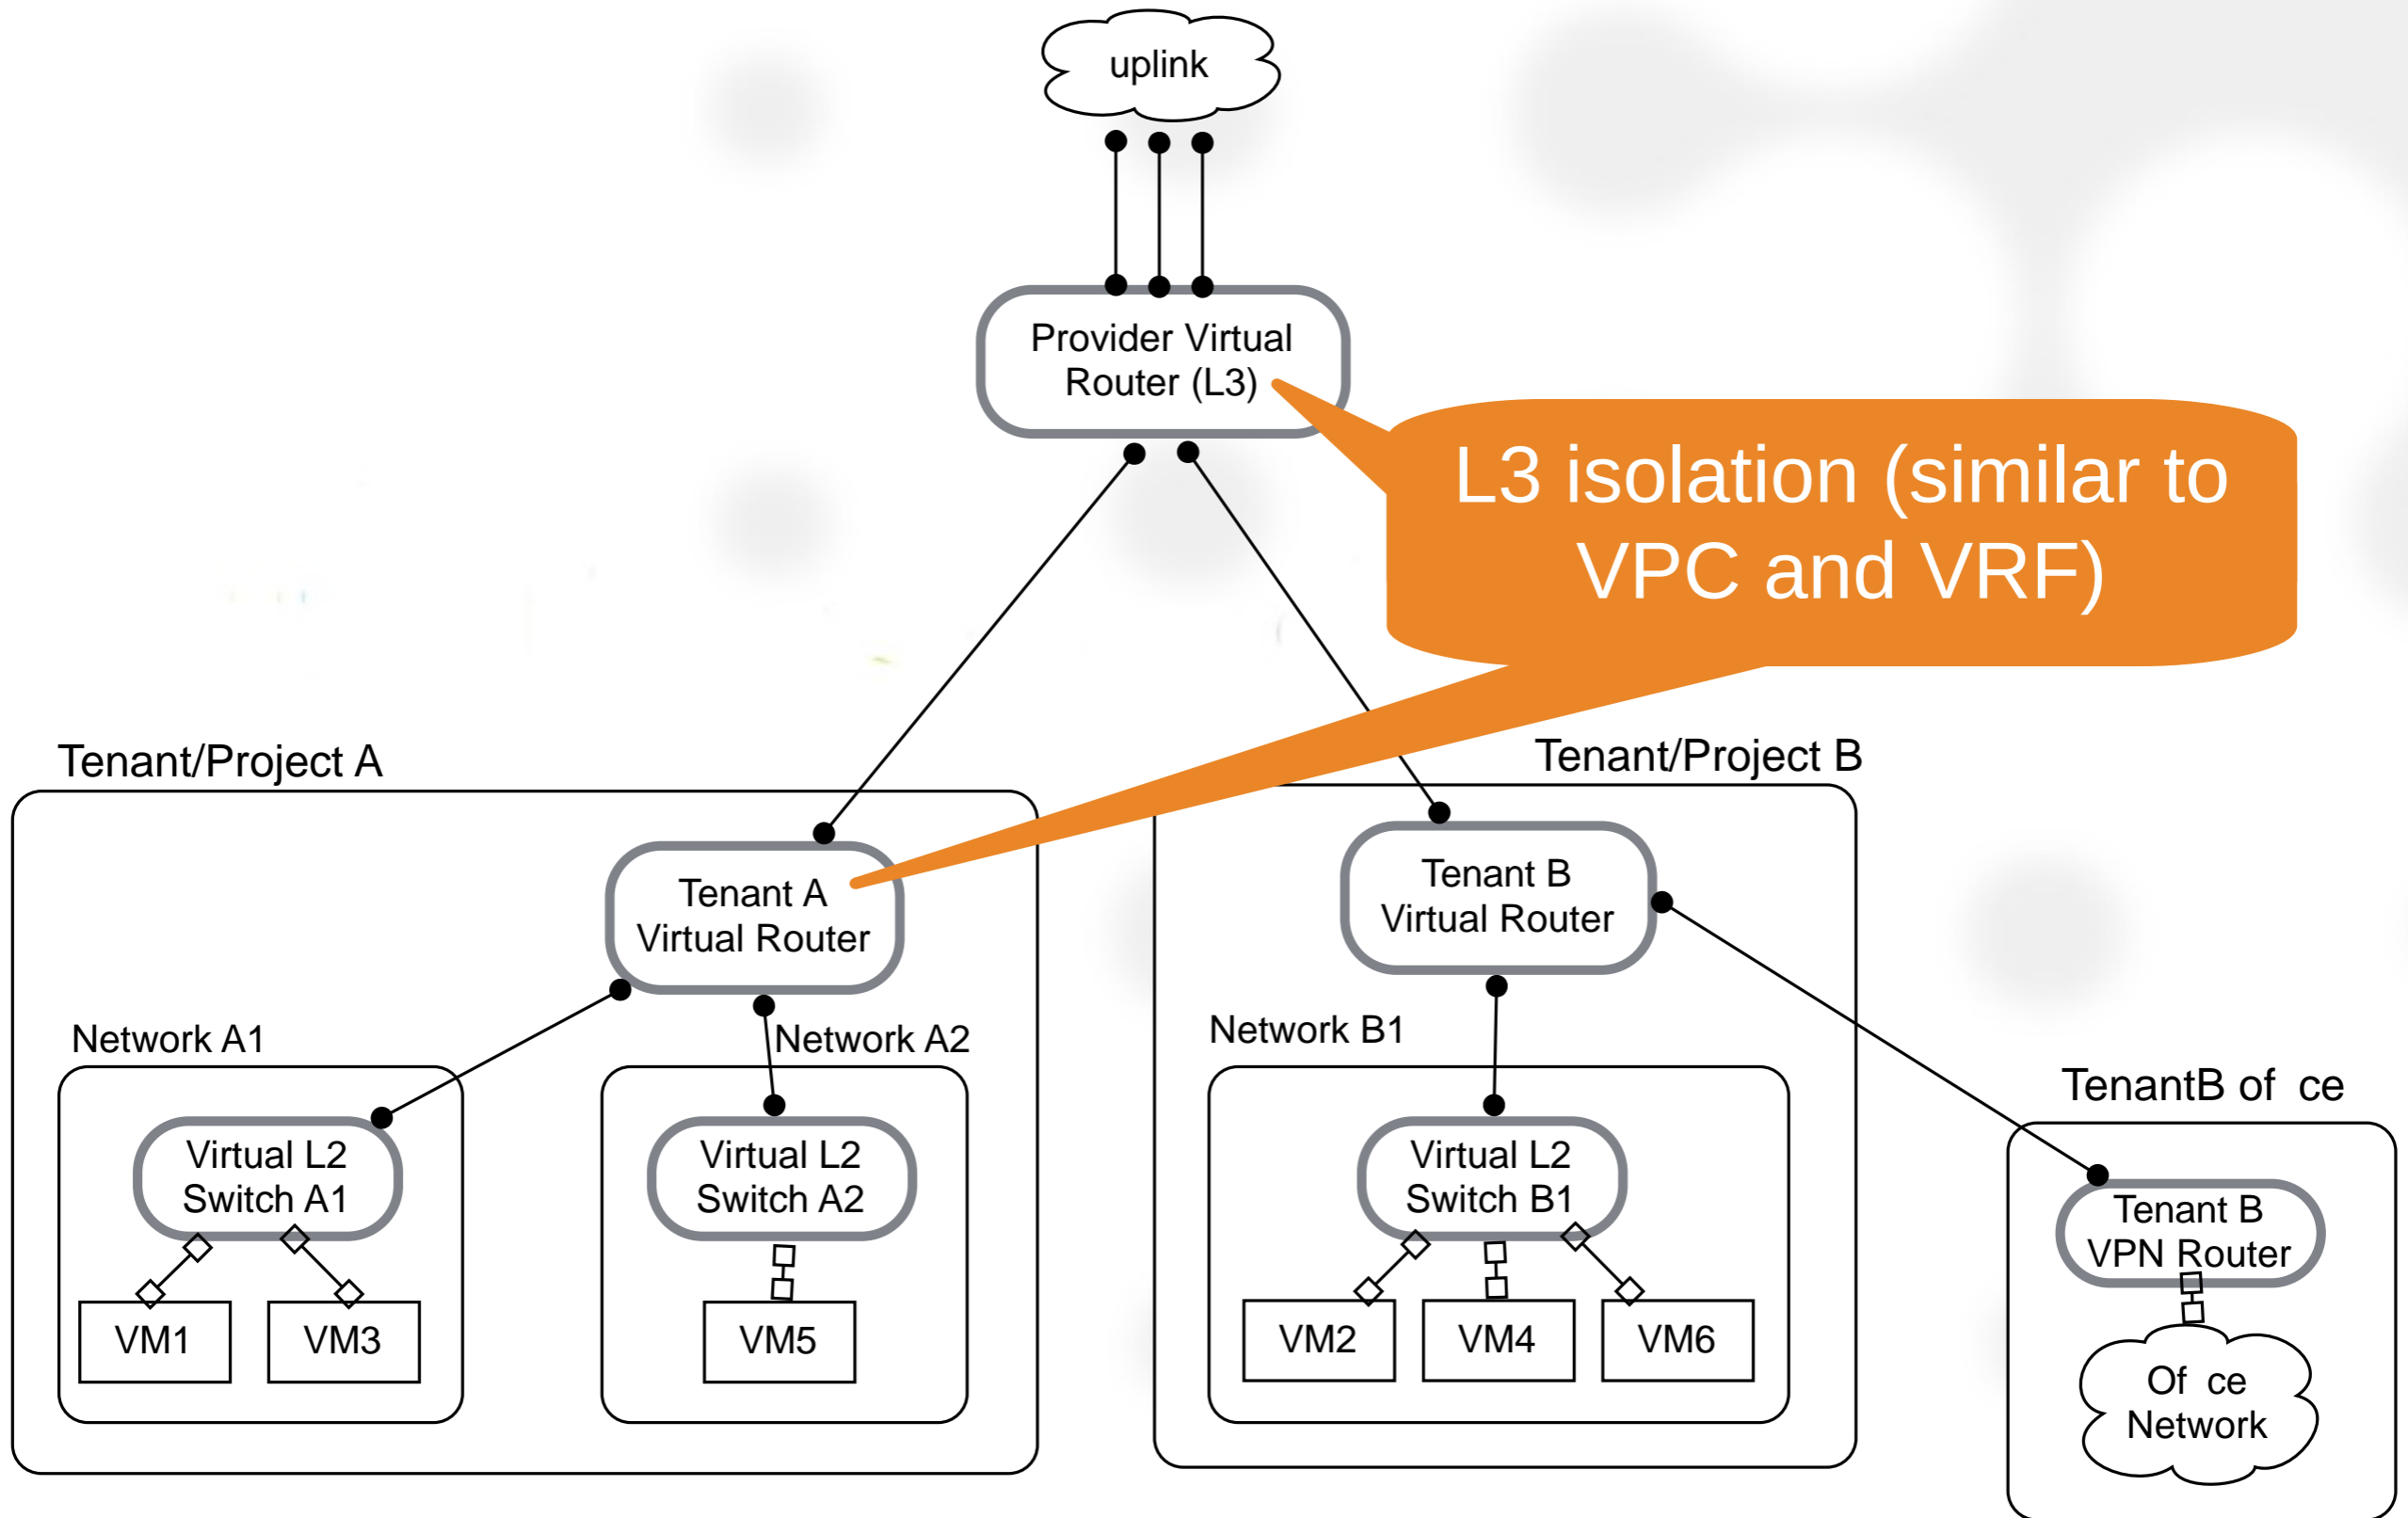 uplink
Provider Virtual
Router (L3)
L3 isolation (similar to
VPC and VRF)
Tenant/Project A
Tenant/Project B
Tenant A
Virtual Router
Tenant B
Virtual Router
Network A1
Network A2
Network B1
TenantB of ce
Virtual L2
Switch A1
Virtual L2
Switch A2
Virtual L2
Switch B1
Tenant B
VPN Router
VM1
VM3
VM5
VM2
VM4
VM6
Of ce
Network